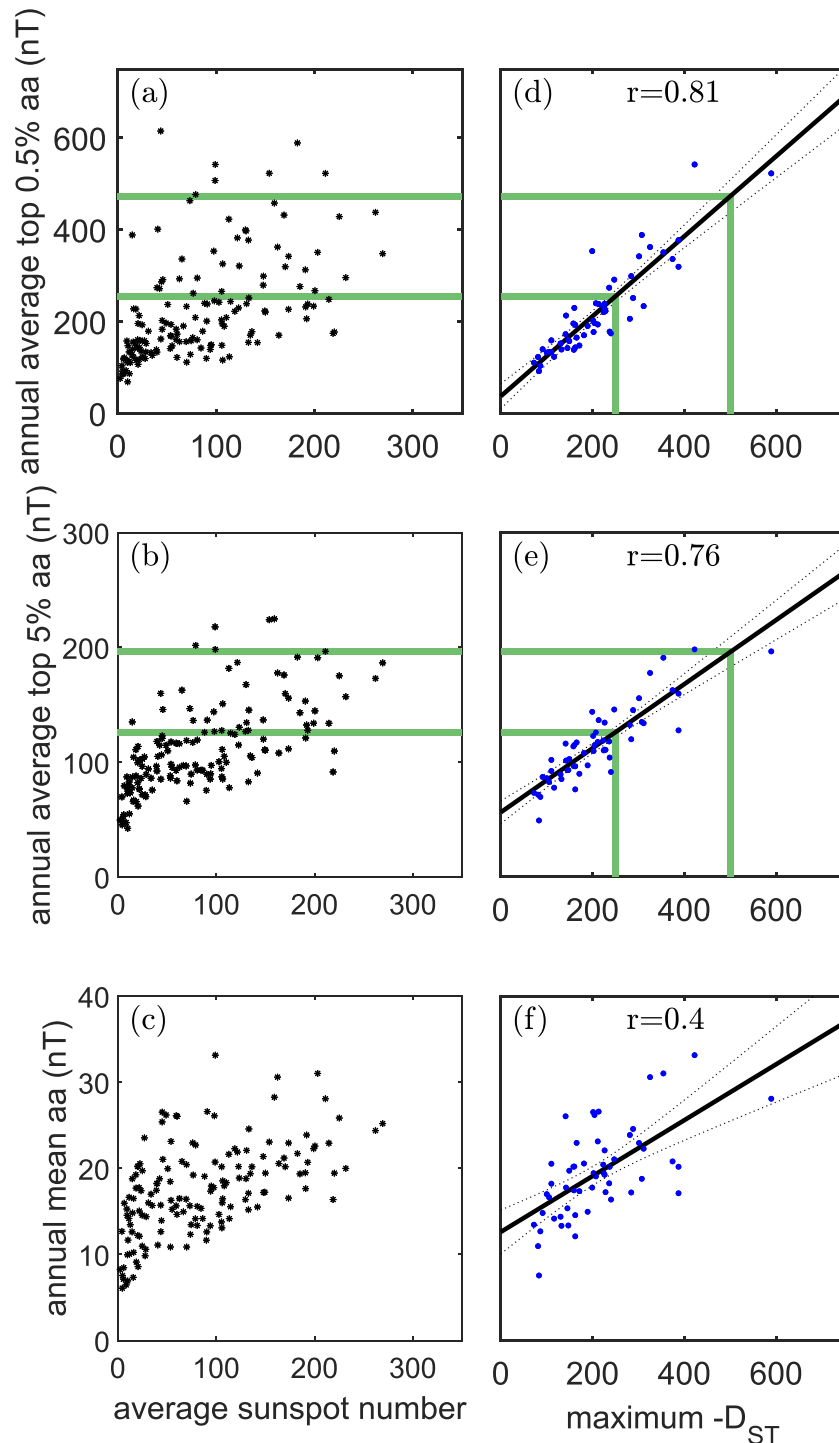 annual average top 0.5% aa (nT)
(a)
600
400
200
0
0 100 200 300
(d)
r=0.81
0 200 400 600
annual average top 5% aa (nT)
(b)
300
200
100
0
0 100 200 300
(e)
r=0.76
0 200 400 600
annual mean aa (nT)
(c)
40
30
20
10
0
0 100 200 300
average sunspot number
(f)
r=0.4
0 200 400 600
maximum -D_ST